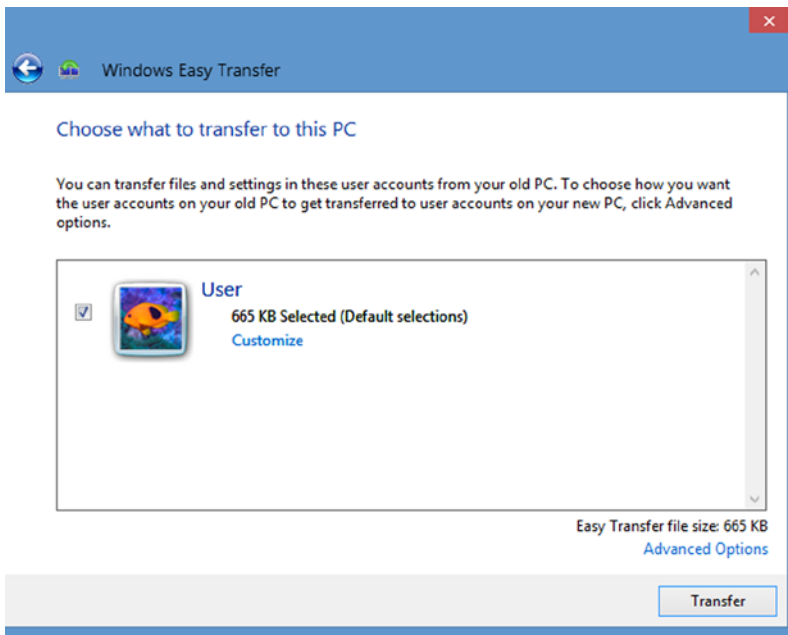 Windows Easy Transfer
Choose what to transfer to this PC
You can transfer files and settings in these user accounts from your old PC. To choose how you want
the user accounts on your old PC to get transferred to user accounts on your new PC, click Advanced
options.
User
665 KB Selected (Default selections)
Customize
Easy Transfer file size: 665 KB
Advanced Options
Transfer